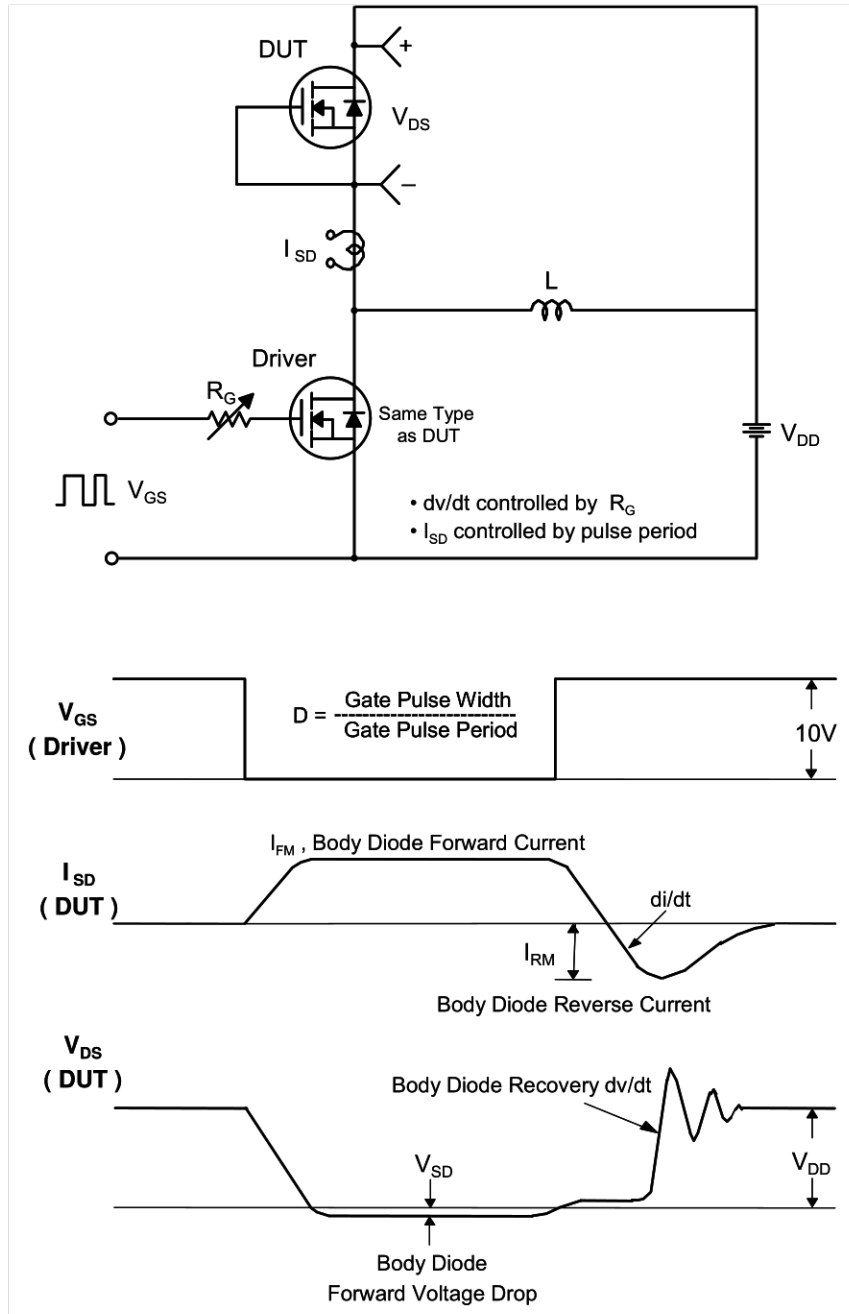 DUT
+
V_DS
−
I_SD
L
Driver
R_G
Same Type
as DUT
V_DD
V_GS
• dv/dt controlled by R_G
• I_SD controlled by pulse period
V_GS
( Driver )
D = Gate Pulse Width
Gate Pulse Period
10V
I_FM , Body Diode Forward Current
I_SD
( DUT )
di/dt
I_RM
Body Diode Reverse Current
V_DS
( DUT )
Body Diode Recovery dv/dt
V_SD
V_DD
Body Diode
Forward Voltage Drop